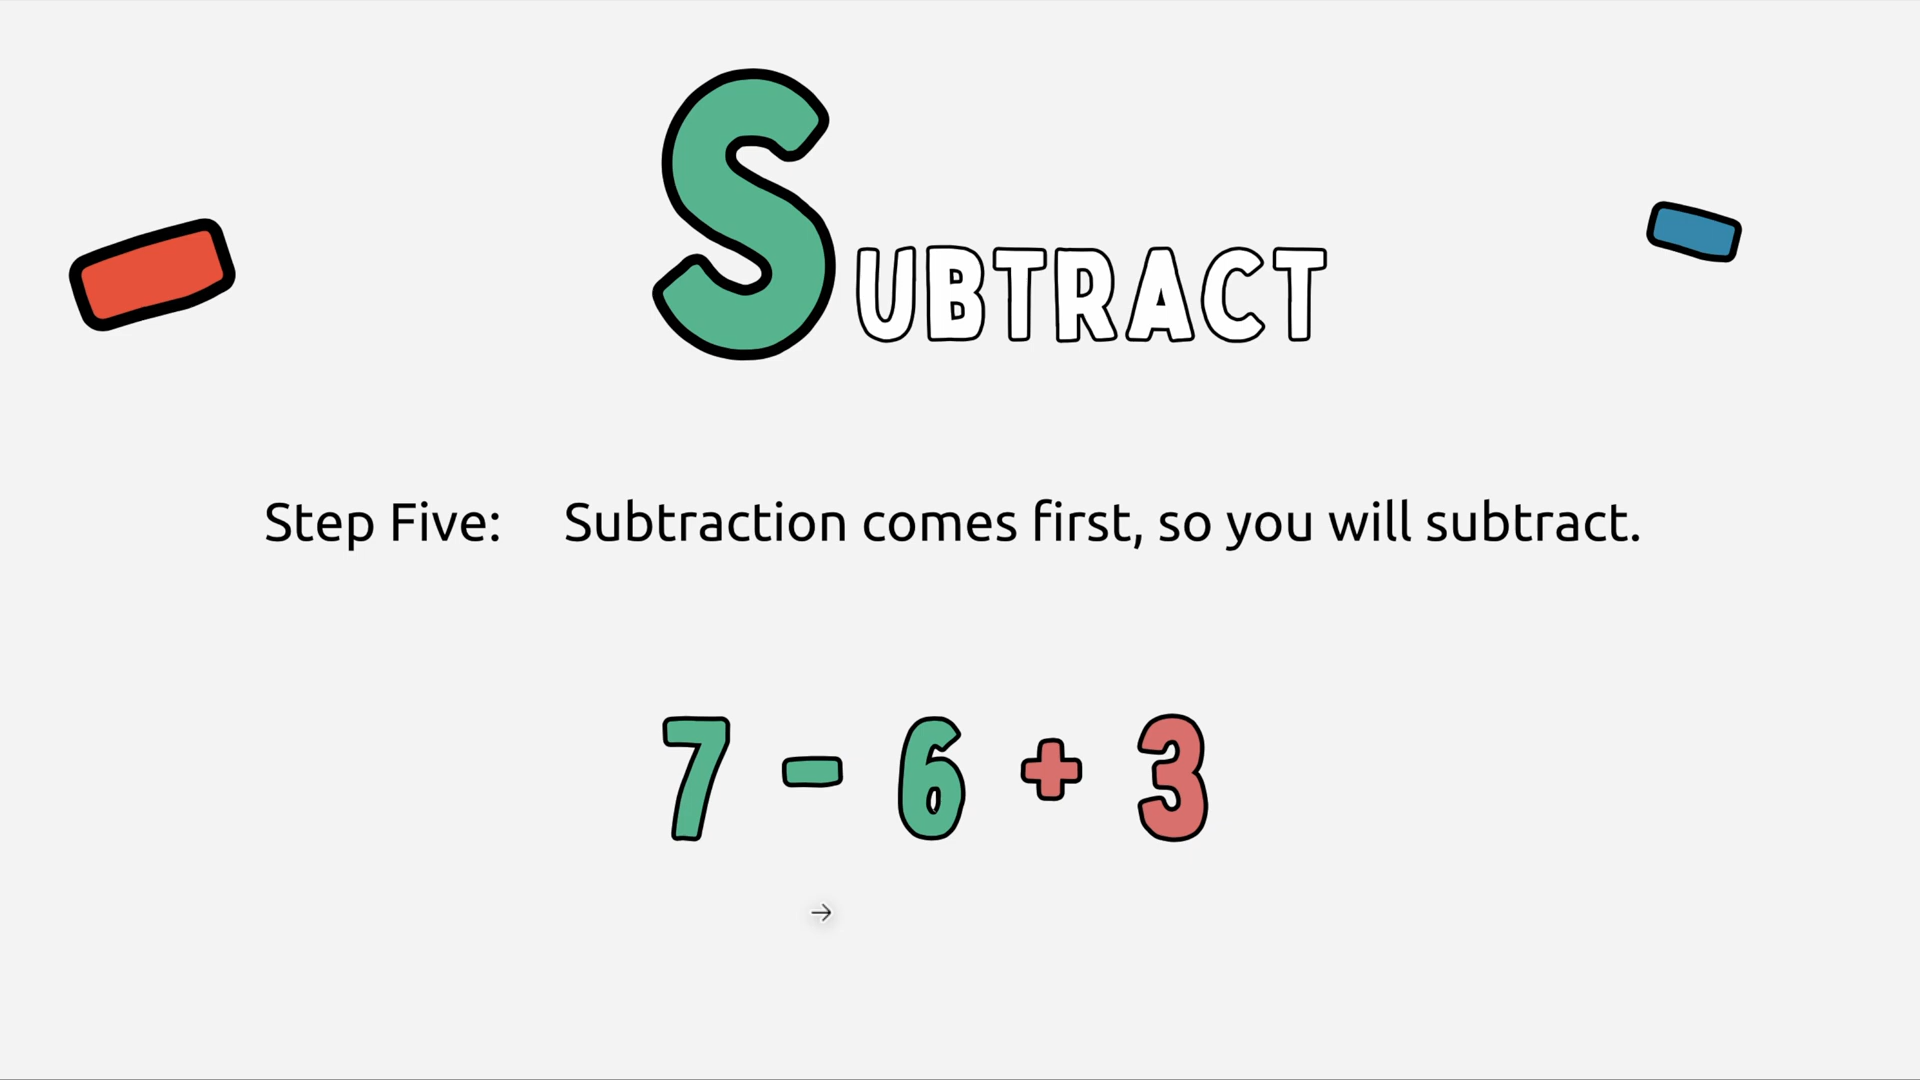 SUBTRACT
Step Five: Subtraction comes first, so you will subtract.
7 - 6 + 3